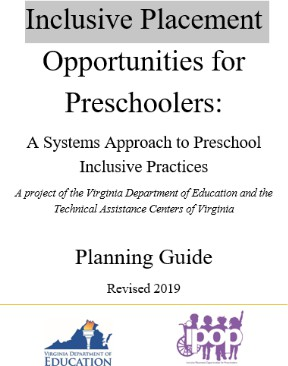 Inclusive Placement
Opportunities for
Preschoolers:
A Systems Approach to Preschool
Inclusive Practices
A project of the Virginia Department of Education and the
Technical Assistance Centers of Virginia
Planning Guide
Revised 2019
VIRGINIA DEPARTMENT OF
EDUCATION
ipop